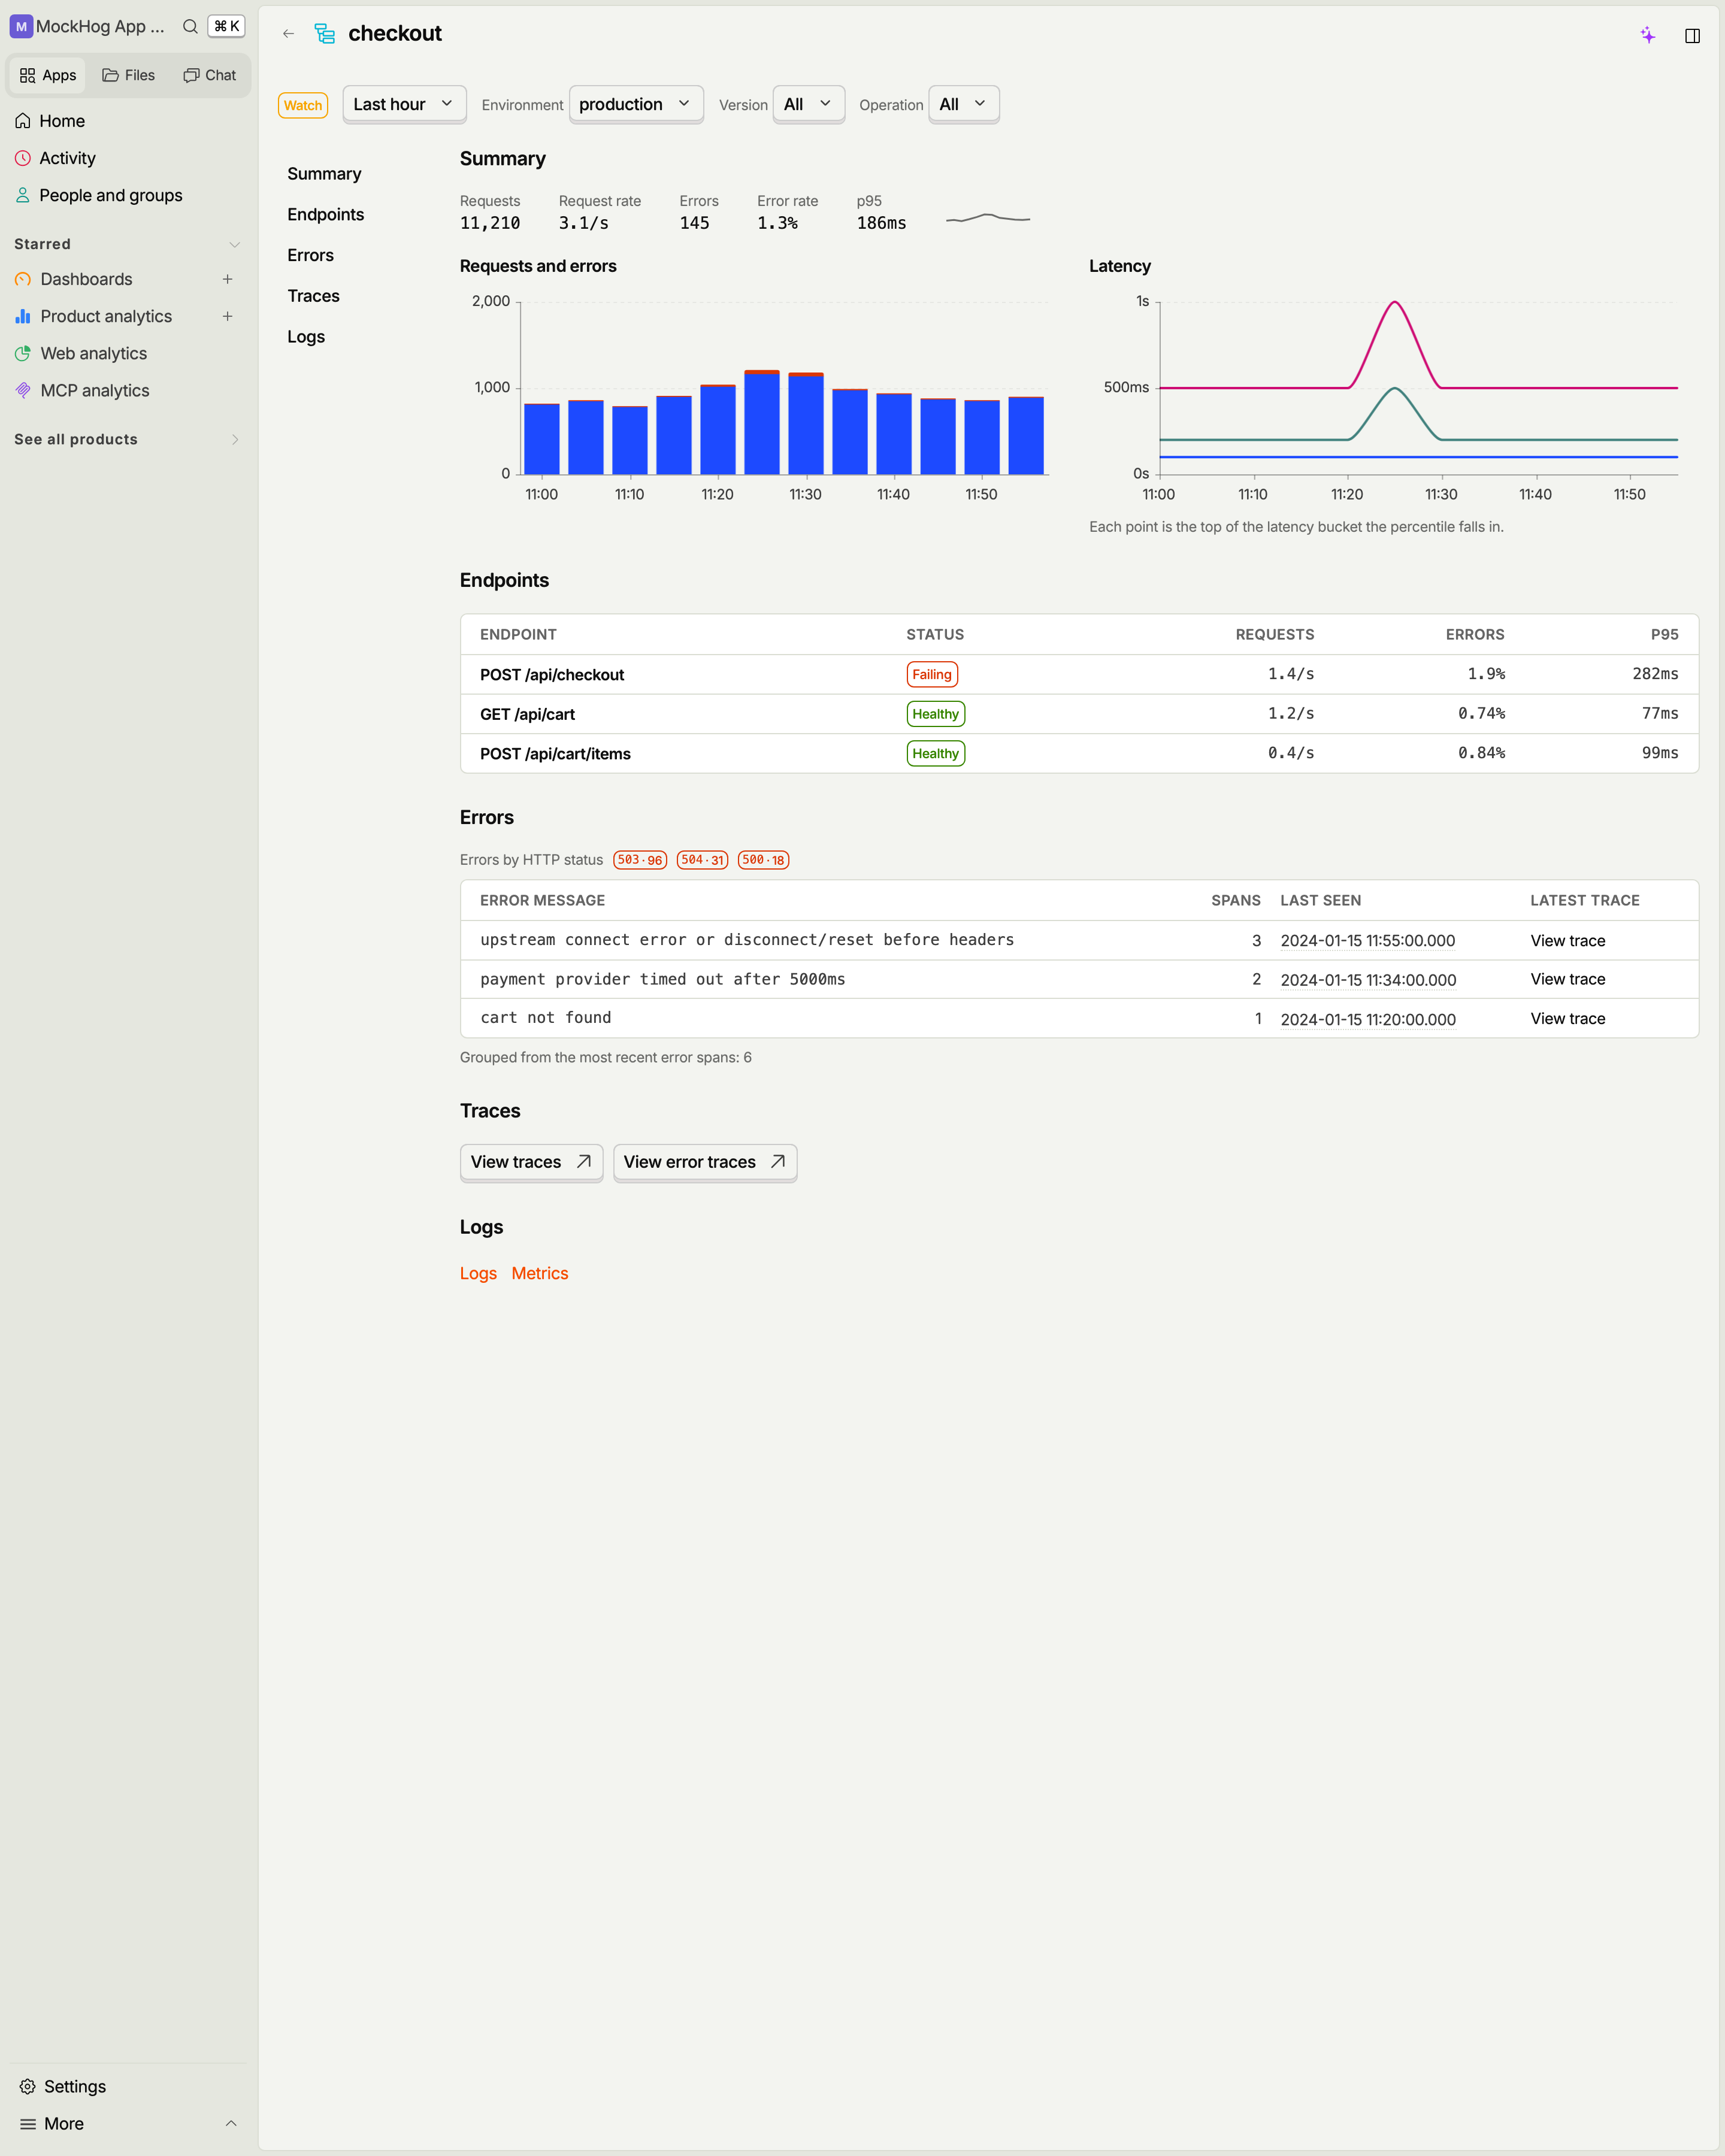 M MockHog App ... ⌘ K
Apps Files Chat
Home
Activity
People and groups
Starred
Dashboards
Product analytics
Web analytics
MCP analytics
See all products
Settings
More
checkout
Watch Last hour Environment production Version All Operation All
Summary
Endpoints
Errors
Traces
Logs
Summary
Requests Request rate Errors Error rate p95
11,210 3.1/s 145 1.3% 186ms
Requests and errors
2,000
1,000
0
11:00 11:10 11:20 11:30 11:40 11:50
Latency
1s
500ms
0s
11:00 11:10 11:20 11:30 11:40 11:50
Each point is the top of the latency bucket the percentile falls in.
Endpoints
ENDPOINT STATUS REQUESTS ERRORS P95
POST /api/checkout Failing 1.4/s 1.9% 282ms
GET /api/cart Healthy 1.2/s 0.74% 77ms
POST /api/cart/items Healthy 0.4/s 0.84% 99ms
Errors
Errors by HTTP status 503 · 96 504 · 31 500 · 18
ERROR MESSAGE SPANS LAST SEEN LATEST TRACE
upstream connect error or disconnect/reset before headers 3 2024-01-15 11:55:00.000 View trace
payment provider timed out after 5000ms 2 2024-01-15 11:34:00.000 View trace
cart not found 1 2024-01-15 11:20:00.000 View trace
Grouped from the most recent error spans: 6
Traces
View traces View error traces
Logs
Logs Metrics